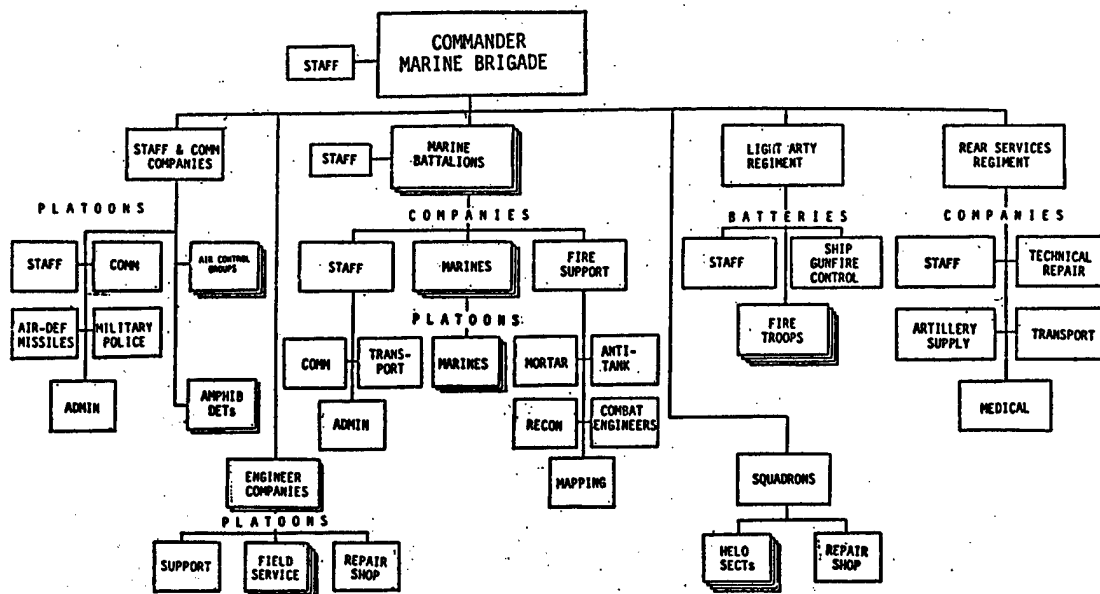 COMMANDER
MARINE BRIGADE
STAFF
STAFF & COMM
COMPANIES
STAFF
MARINE
BATTALIONS
LIGHT ARTY
REGIMENT
REAR SERVICES
REGIMENT
PLATOONS
COMPANIES
BATTERIES
COMPANIES
STAFF
COMM
AIR CONTROL
GROUPS
STAFF
MARINES
FIRE
SUPPORT
STAFF
SHIP
GUNFIRE
CONTROL
STAFF
TECHNICAL
REPAIR
AIR-DEF
MISSILES
MILITARY
POLICE
PLATOONS
FIRE
TROOPS
ARTILLERY
SUPPLY
TRANSPORT
COMM
TRANS-
PORT
MARINES
MORTAR
ANTI-
TANK
ADMIN
AMPHIB
DETs
ADMIN
RECON
COMBAT
ENGINEERS
MEDICAL
ENGINEER
COMPANIES
MAPPING
SQUADRONS
PLATOONS
SUPPORT
FIELD
SERVICE
REPAIR
SHOP
HELO
SECTs
REPAIR
SHOP